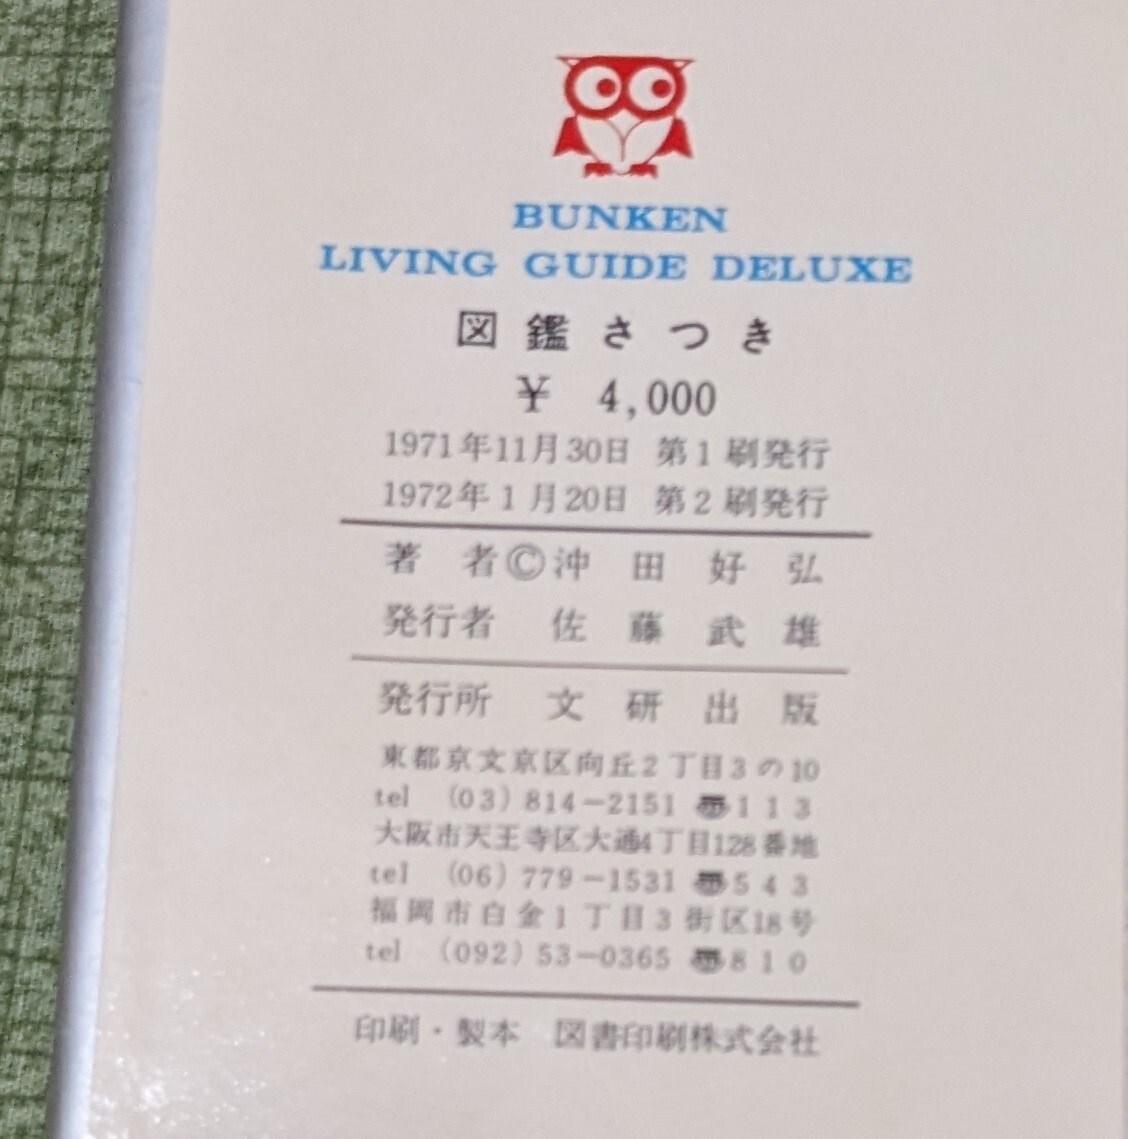 BUNKEN
LIVING GUIDE DELUXE
図鑑さつき
¥ 4,000
1971年11月30日 第1刷発行
1972年1月20日 第2刷発行
著者©沖田好弘
発行者 佐藤武雄
発行所 文研出版
東都京文京区向丘2丁目3の10
tel (03) 814-2151 〠113
大阪市天王寺区大通4丁目128番地
tel (06) 779-1531 〠543
福岡市白金1丁目3街区18号
tel (092) 53-0365 〠810
印刷・製本 図書印刷株式会社